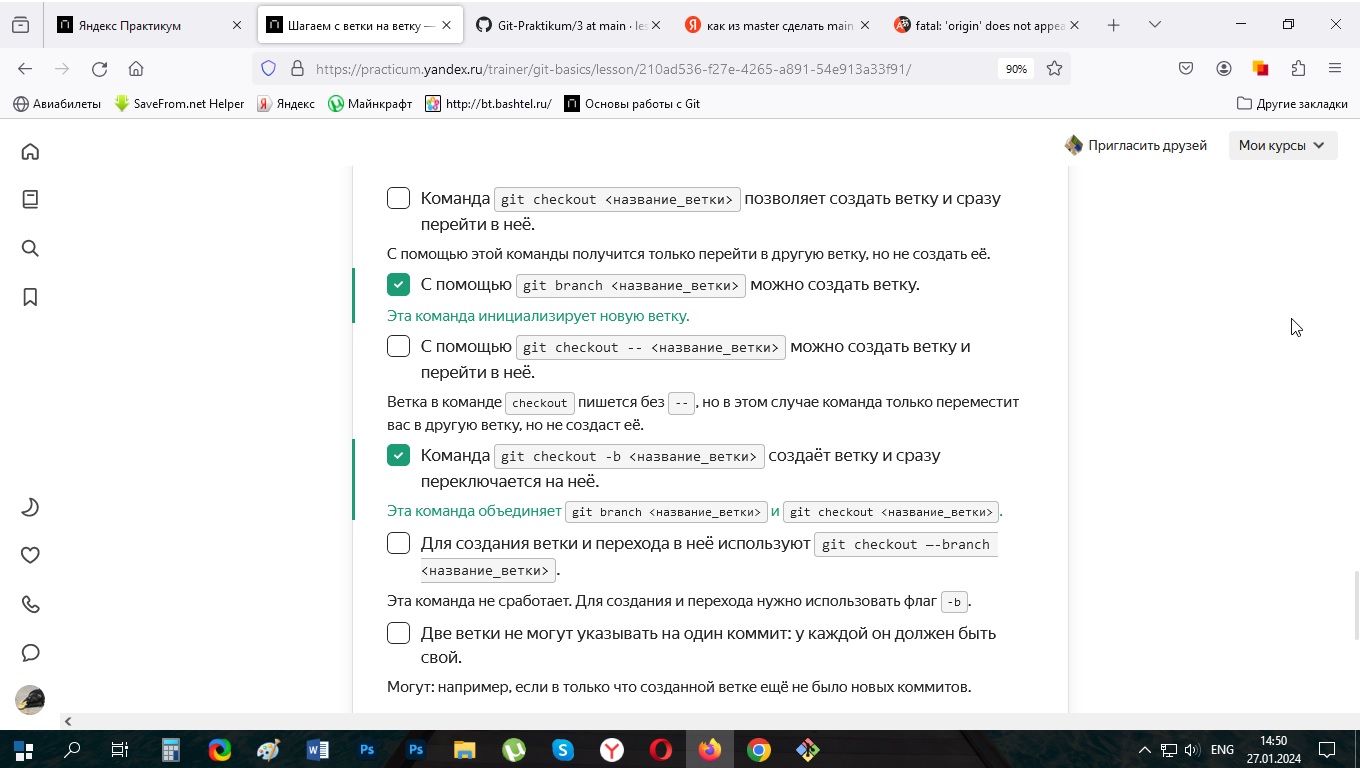 Яндекс Практикум
Шагаем с ветки на ветку —
Git-Praktikum/3 at main · les
как из master сделать main
fatal: 'origin' does not appea
https://practicum.yandex.ru/trainer/git-basics/lesson/210ad536-f27e-4265-a891-54e913a33f91/
90%
Авиабилеты
SaveFrom.net Helper
Яндекс
Майнкрафт
http://bt.bashtel.ru/
Основы работы с Git
Другие закладки
Пригласить друзей
Мои курсы
Команда git checkout <название_ветки> позволяет создать ветку и сразу
перейти в неё.
С помощью этой команды получится только перейти в другую ветку, но не создать её.
С помощью git branch <название_ветки> можно создать ветку.
Эта команда инициализирует новую ветку.
С помощью git checkout -- <название_ветки> можно создать ветку и
перейти в неё.
Ветка в команде checkout пишется без --, но в этом случае команда только переместит
вас в другую ветку, но не создаст её.
Команда git checkout -b <название_ветки> создаёт ветку и сразу
переключается на неё.
Эта команда объединяет git branch <название_ветки> и git checkout <название_ветки>.
Для создания ветки и перехода в неё используют git checkout —-branch
<название_ветки>.
Эта команда не сработает. Для создания и перехода нужно использовать флаг -b.
Две ветки не могут указывать на один коммит: у каждой он должен быть
свой.
Могут: например, если в только что созданной ветке ещё не было новых коммитов.
ENG
14:50
27.01.2024